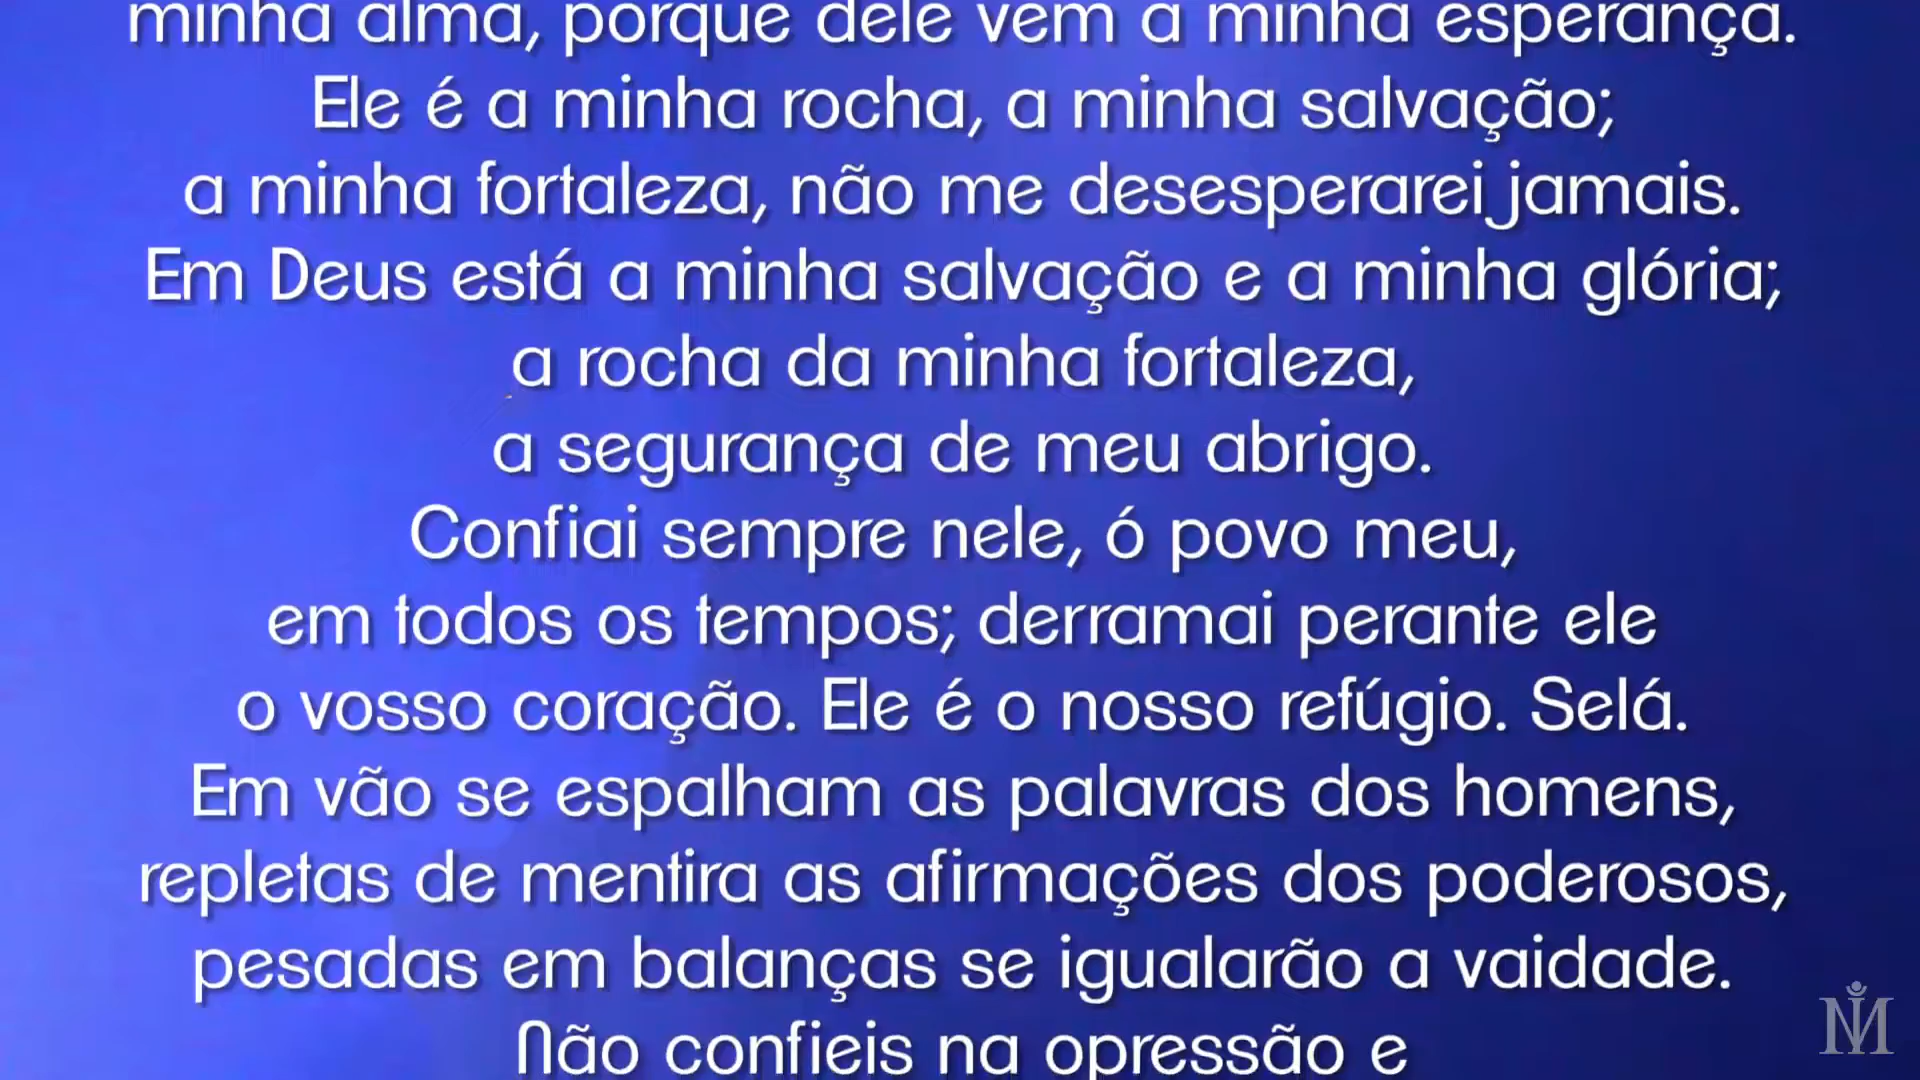 minha alma, porque dele vem a minha esperança.
Ele é a minha rocha, a minha salvação;
a minha fortaleza, não me desesperarei jamais.
Em Deus está a minha salvação e a minha glória;
a rocha da minha fortaleza,
a segurança de meu abrigo.
Confiai sempre nele, ó povo meu,
em todos os tempos; derramai perante ele
o vosso coração. Ele é o nosso refúgio. Selá.
Em vão se espalham as palavras dos homens,
repletas de mentira as afirmações dos poderosos,
pesadas em balanças se igualarão a vaidade.
Não confieis na opressão e